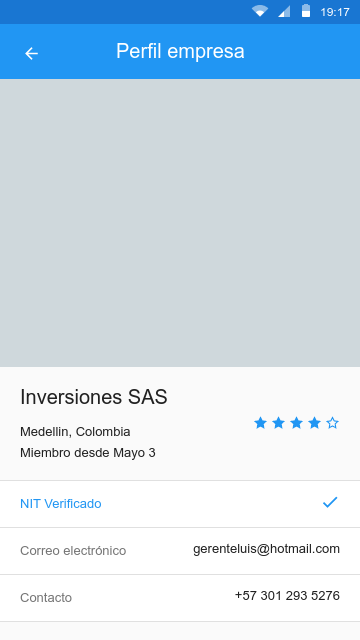 19:17
Perfil empresa
Inversiones SAS
Medellin, Colombia
Miembro desde Mayo 3
NIT Verificado
Correo electrónico gerenteluis@hotmail.com
Contacto +57 301 293 5276